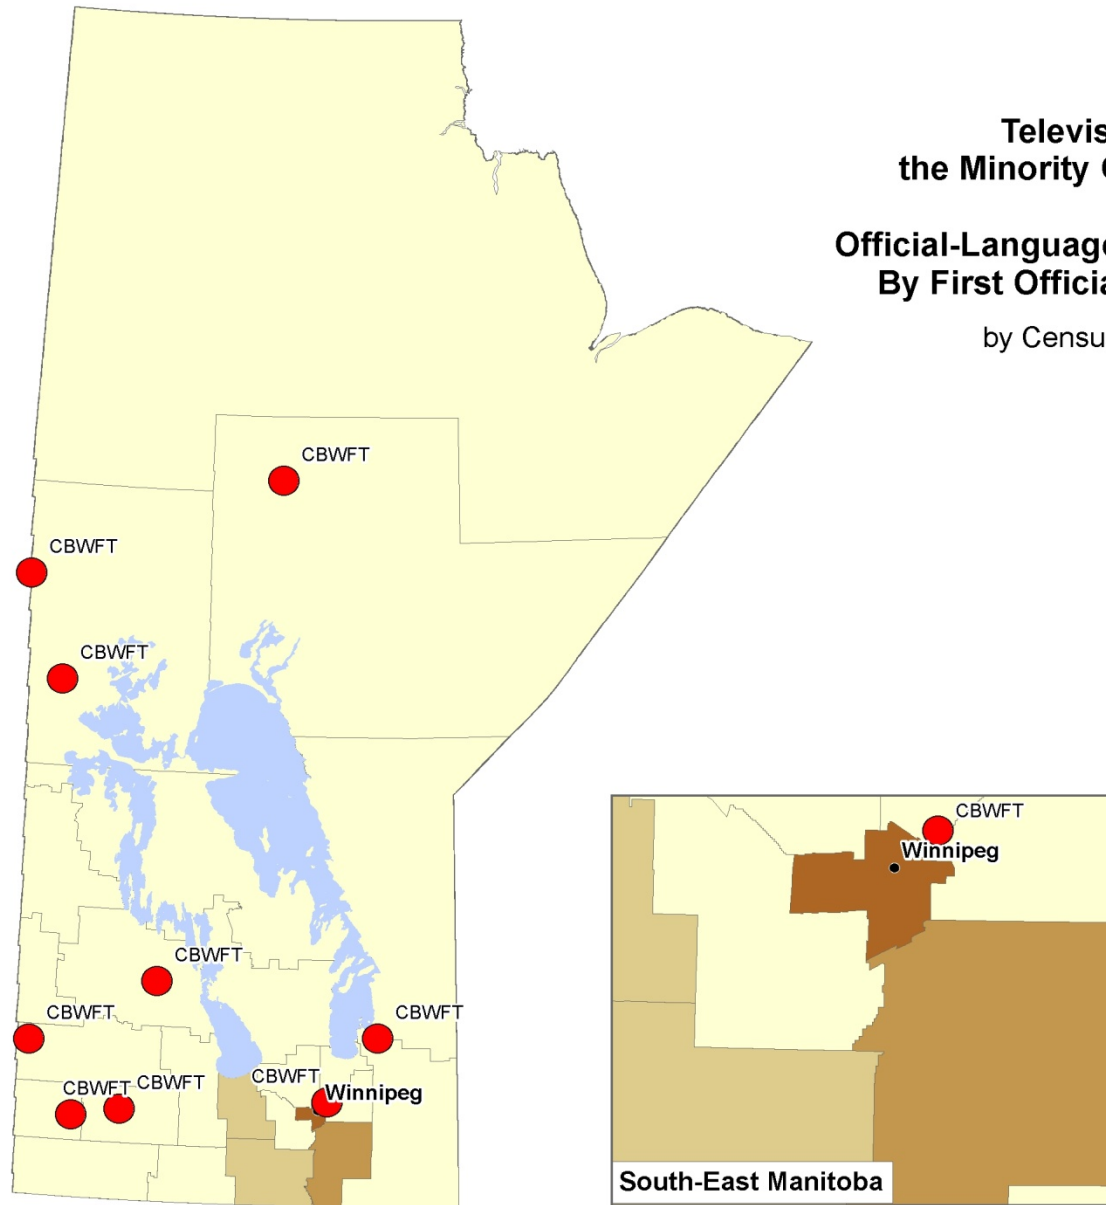 Televis
the Minority
Official-Language
By First Officia
by Censu
CBWFT
CBWFT
CBWFT
CBWFT
CBWFT
CBWFT
CBWFT
CBWFT
CBWFT
Winnipeg
CBWFT
Winnipeg
South-East Manitoba